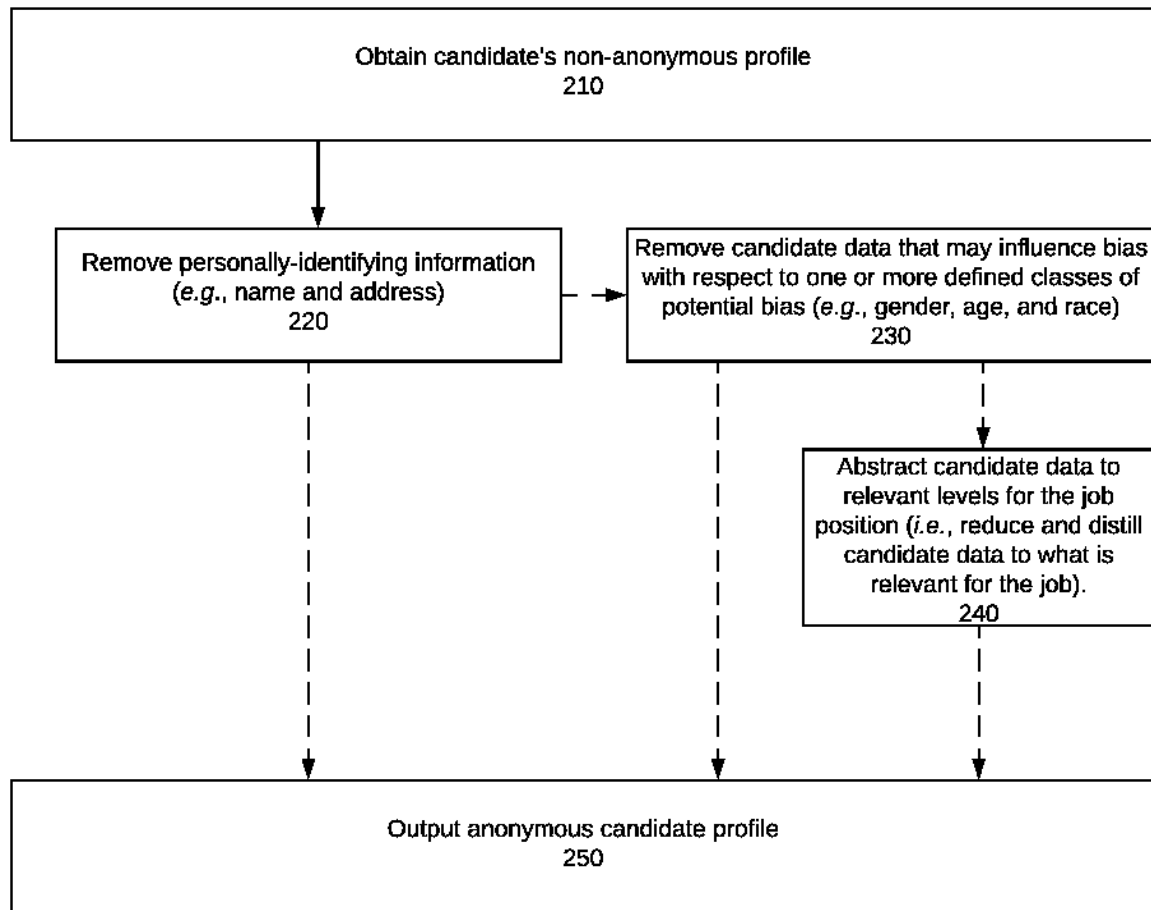 Obtain candidate's non-anonymous profile
210
Remove personally-identifying information
(e.g., name and address)
220
Remove candidate data that may influence bias
with respect to one or more defined classes of
potential bias (e.g., gender, age, and race)
230
Abstract candidate data to
relevant levels for the job
position (i.e., reduce and distill
candidate data to what is
relevant for the job).
240
Output anonymous candidate profile
250